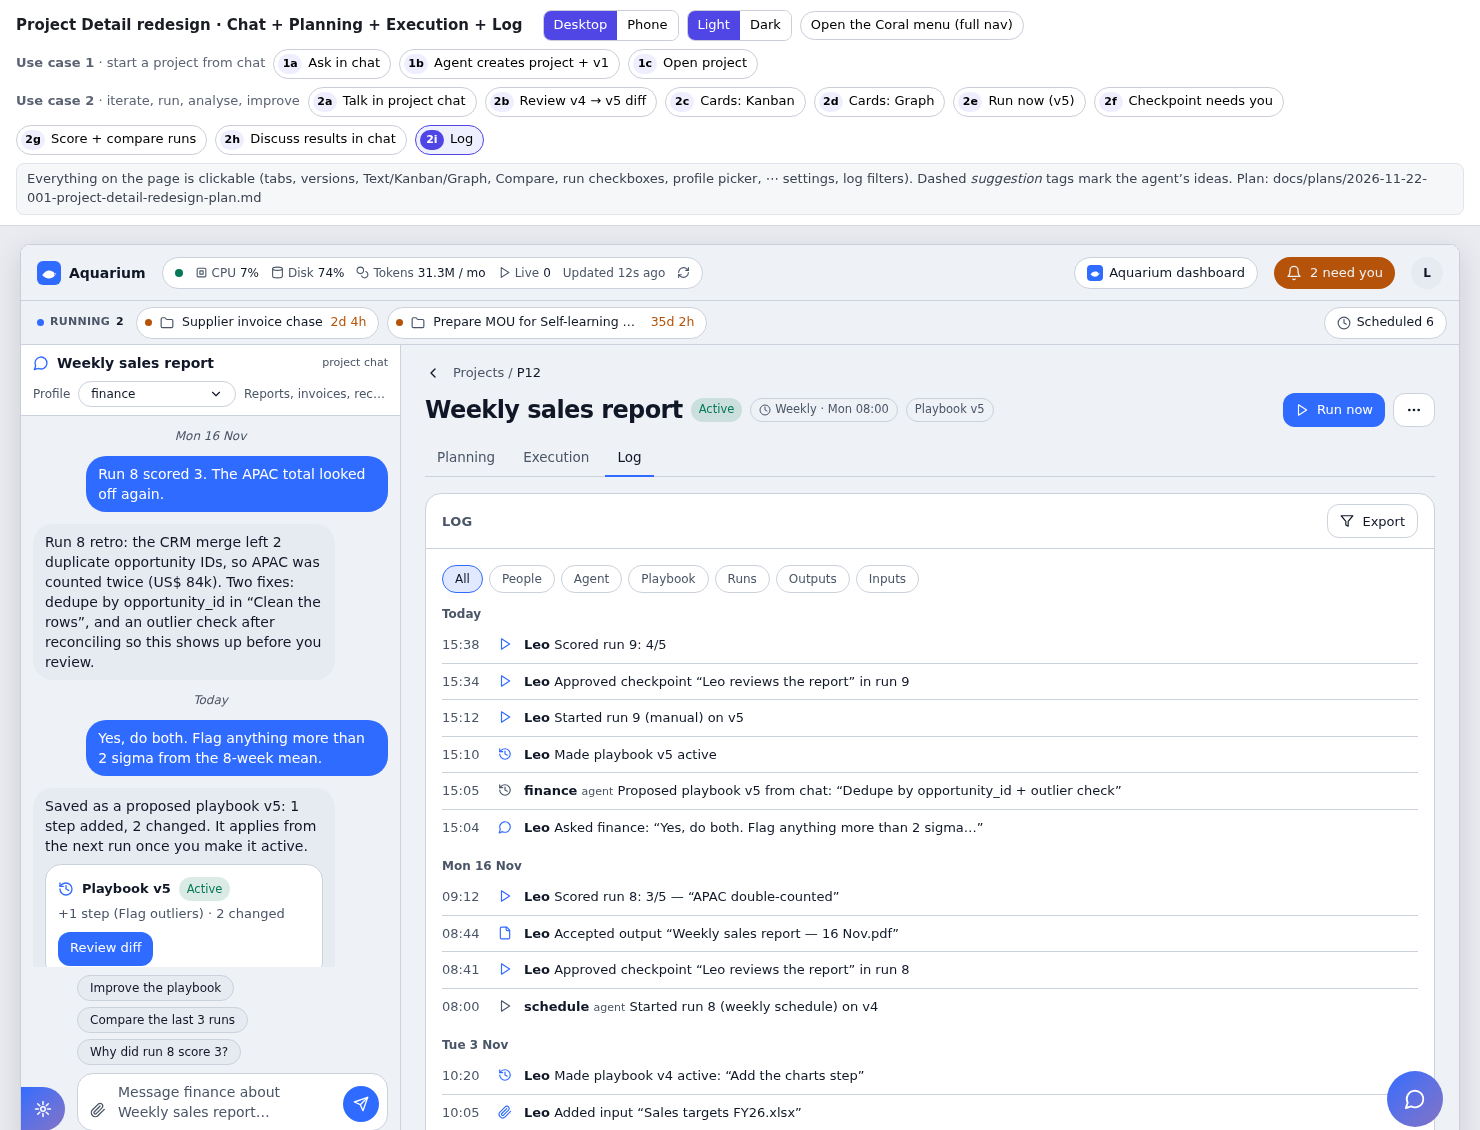 Project Detail redesign · Chat + Planning + Execution + Log
Desktop Phone Light Dark Open the Coral menu (full nav)
Use case 1 · start a project from chat 1a Ask in chat 1b Agent creates project + v1 1c Open project
Use case 2 · iterate, run, analyse, improve 2a Talk in project chat 2b Review v4 → v5 diff 2c Cards: Kanban 2d Cards: Graph 2e Run now (v5) 2f Checkpoint needs you
2g Score + compare runs 2h Discuss results in chat 2i Log
Everything on the page is clickable (tabs, versions, Text/Kanban/Graph, Compare, run checkboxes, profile picker, ··· settings, log filters). Dashed suggestion tags mark the agent’s ideas. Plan: docs/plans/2026-11-22-
001-project-detail-redesign-plan.md
Aquarium CPU 7% Disk 74% Tokens 31.3M / mo Live 0 Updated 12s ago Aquarium dashboard 2 need you L
RUNNING 2 Supplier invoice chase 2d 4h Prepare MOU for Self-learning … 35d 2h Scheduled 6
Weekly sales report project chat
Profile finance Reports, invoices, rec…
Mon 16 Nov
Run 8 scored 3. The APAC total looked
off again.
Run 8 retro: the CRM merge left 2
duplicate opportunity IDs, so APAC was
counted twice (US$ 84k). Two fixes:
dedupe by opportunity_id in “Clean the
rows”, and an outlier check after
reconciling so this shows up before you
review.
Today
Yes, do both. Flag anything more than
2 sigma from the 8-week mean.
Saved as a proposed playbook v5: 1
step added, 2 changed. It applies from
the next run once you make it active.
Playbook v5 Active
+1 step (Flag outliers) · 2 changed
Review diff
Improve the playbook
Compare the last 3 runs
Why did run 8 score 3?
Message finance about
Weekly sales report…
Projects / P12
Weekly sales report Active Weekly · Mon 08:00 Playbook v5 Run now ···
Planning Execution Log
LOG Export
All People Agent Playbook Runs Outputs Inputs
Today
15:38 Leo Scored run 9: 4/5
15:34 Leo Approved checkpoint “Leo reviews the report” in run 9
15:12 Leo Started run 9 (manual) on v5
15:10 Leo Made playbook v5 active
15:05 finance agent Proposed playbook v5 from chat: “Dedupe by opportunity_id + outlier check”
15:04 Leo Asked finance: “Yes, do both. Flag anything more than 2 sigma…”
Mon 16 Nov
09:12 Leo Scored run 8: 3/5 — “APAC double-counted”
08:44 Leo Accepted output “Weekly sales report — 16 Nov.pdf”
08:41 Leo Approved checkpoint “Leo reviews the report” in run 8
08:00 schedule agent Started run 8 (weekly schedule) on v4
Tue 3 Nov
10:20 Leo Made playbook v4 active: “Add the charts step”
10:05 Leo Added input “Sales targets FY26.xlsx”